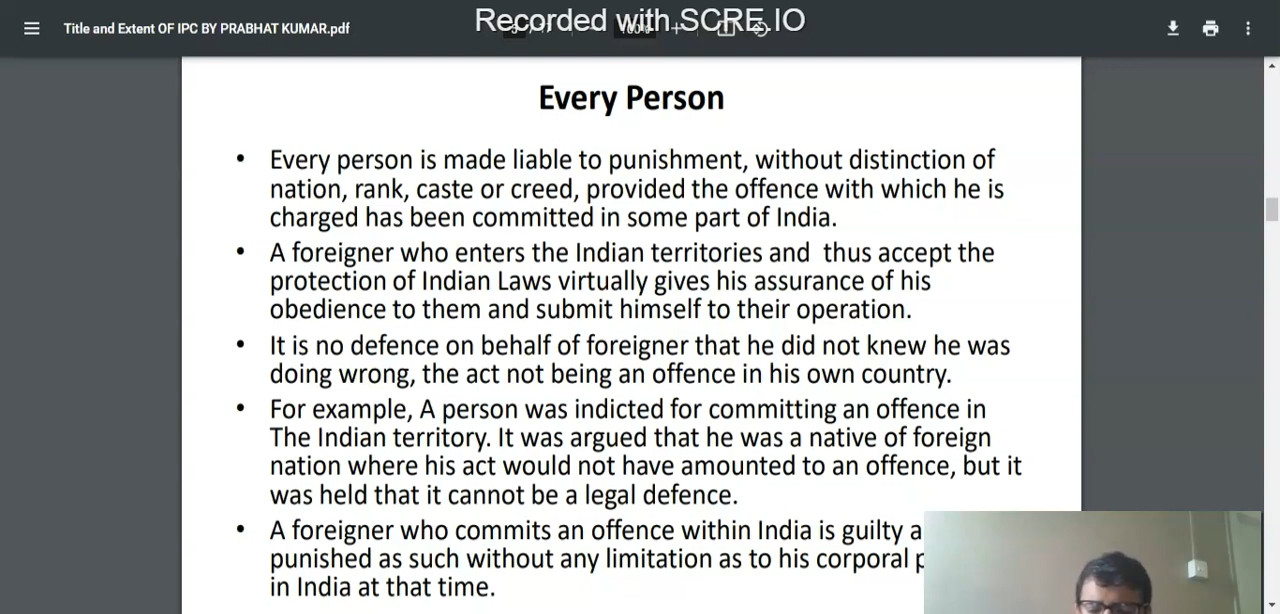 Recorded with SCRE.IO
Title and Extent OF IPC BY PRABHAT KUMAR.pdf
Every Person
• Every person is made liable to punishment, without distinction of
nation, rank, caste or creed, provided the offence with which he is
charged has been committed in some part of India.
• A foreigner who enters the Indian territories and thus accept the
protection of Indian Laws virtually gives his assurance of his
obedience to them and submit himself to their operation.
• It is no defence on behalf of foreigner that he did not knew he was
doing wrong, the act not being an offence in his own country.
• For example, A person was indicted for committing an offence in
The Indian territory. It was argued that he was a native of foreign
nation where his act would not have amounted to an offence, but it
was held that it cannot be a legal defence.
• A foreigner who commits an offence within India is guilty
punished as such without any limitation as to his corporal
in India at that time.